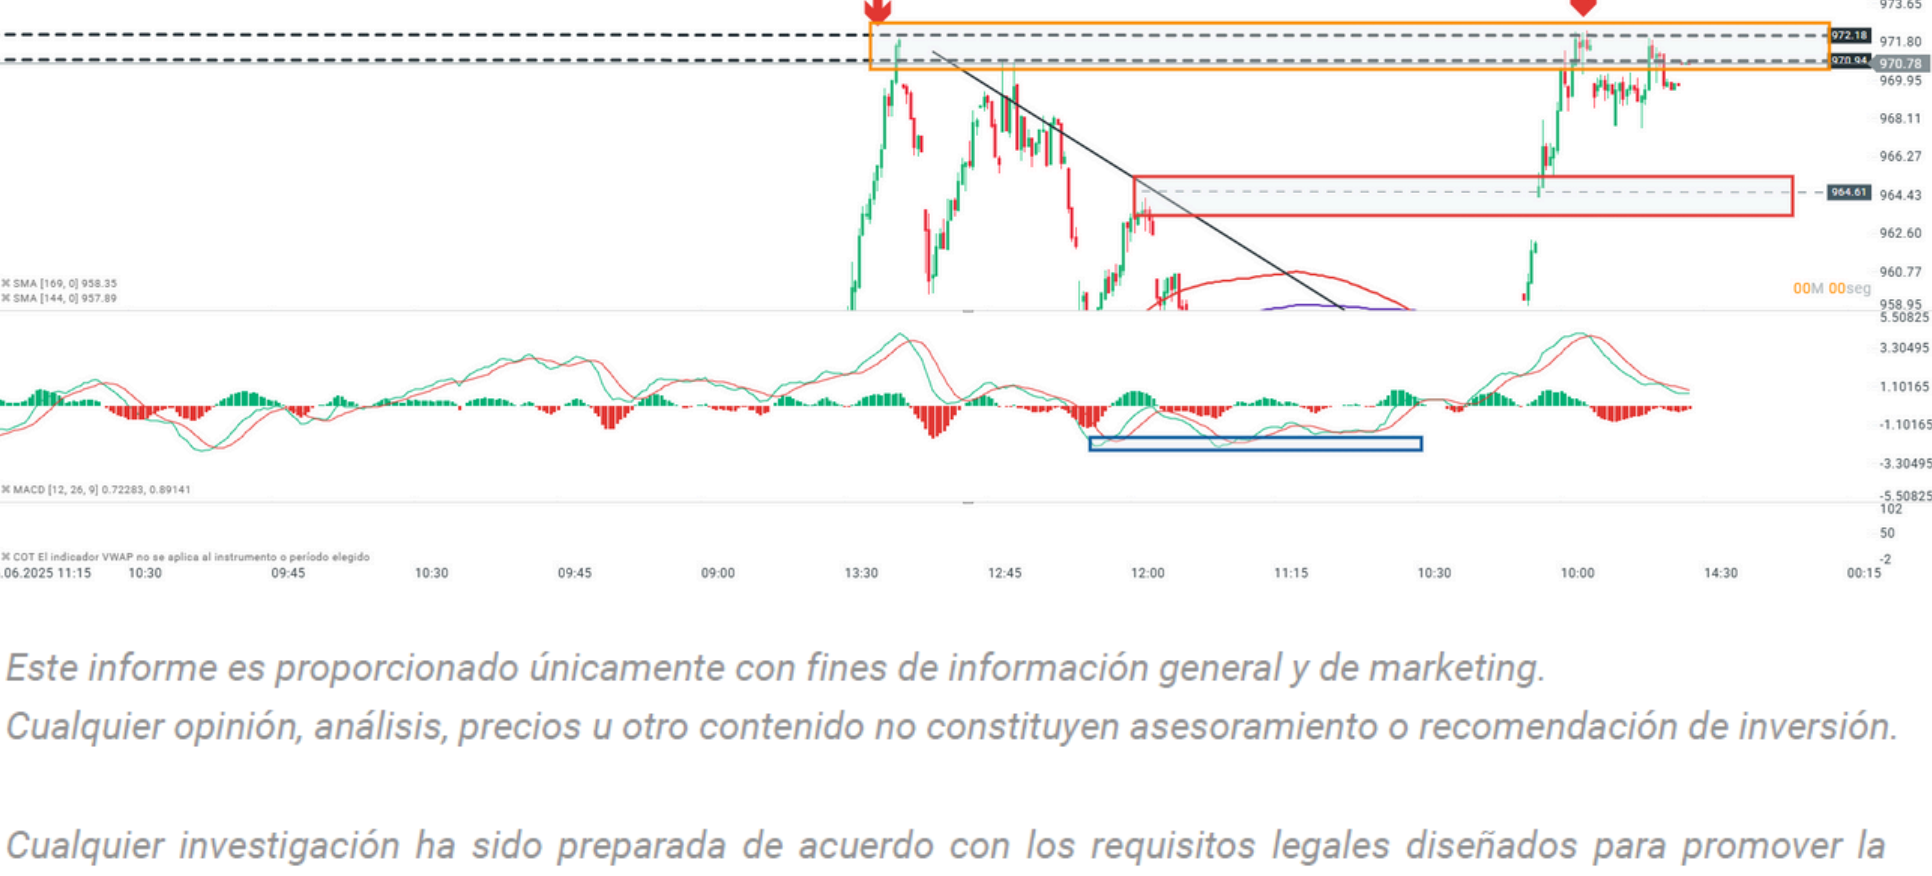 973.65
972.18
971.80
970.94
970.78
969.95
968.11
966.27
964.61
964.43
962.60
960.77
SMA [169, 0] 958.35
00M 00seg
SMA [144, 0] 957.89
958.95
5.50825
3.30495
1.10165
-1.10165
-3.30495
MACD [12, 26, 9] 0.72283, 0.89141
-5.50825
102
50
COT El indicador VWAP no se aplica al instrumento o período elegido
-2
.06.2025 11:15 10:30 09:45 10:30 09:45 09:00 13:30 12:45 12:00 11:15 10:30 10:00 14:30 00:15
Este informe es proporcionado únicamente con fines de información general y de marketing.
Cualquier opinión, análisis, precios u otro contenido no constituyen asesoramiento o recomendación de inversión.
Cualquier investigación ha sido preparada de acuerdo con los requisitos legales diseñados para promover la